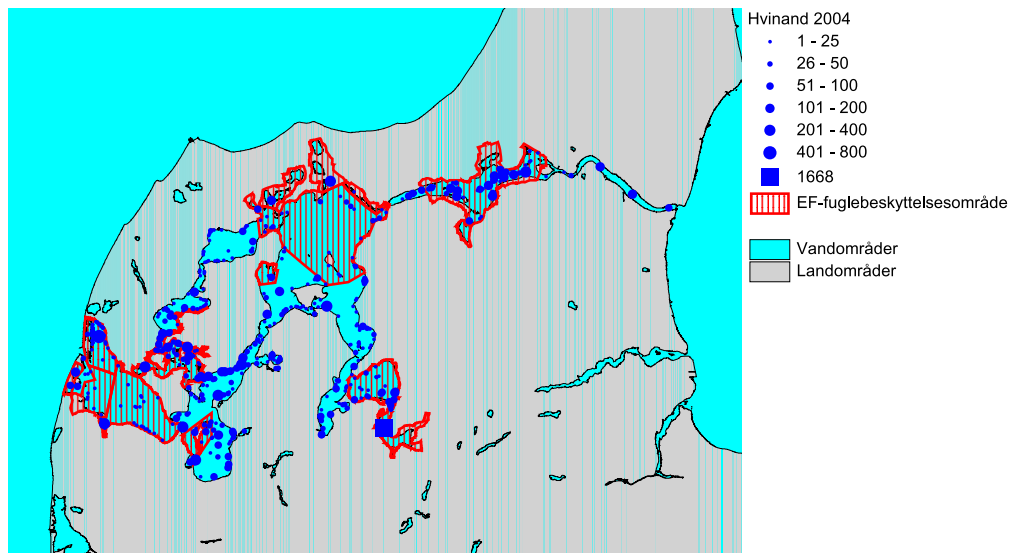 Hvinand 2004
1 - 25
26 - 50
51 - 100
101 - 200
201 - 400
401 - 800
1668
EF-fuglebeskyttelsesområde
Vandområder
Landområder